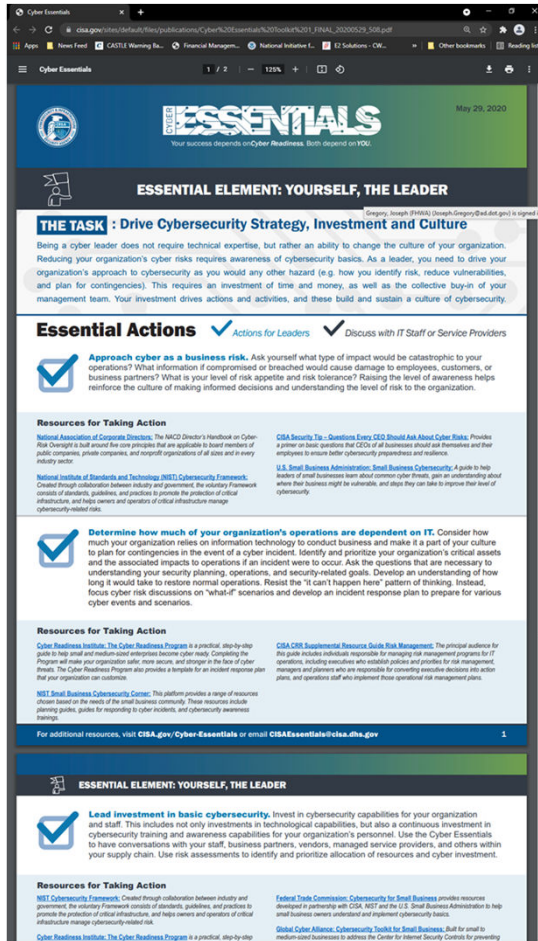 Cyber Essentials
cisa.gov/sites/default/files/publications/Cyber%20Essentials%20Toolkit%201_FINAL_20200529_508.pdf
Apps News Feed CASTLE Warning Ba... Financial Managem... National Initiative f... E2 Solutions - CW... » Other bookmarks Reading list
Cyber Essentials 1 / 2 — 125% +
May 29, 2020
CYBER ESSENTIALS
Your success depends on Cyber Readiness. Both depend on YOU.
ESSENTIAL ELEMENT: YOURSELF, THE LEADER
Gregory, Joseph (FHWA) (Joseph.Gregory@ad.dot.gov) is signed i
THE TASK : Drive Cybersecurity Strategy, Investment and Culture
Being a cyber leader does not require technical expertise, but rather an ability to change the culture of your organization.
Reducing your organization's cyber risks requires awareness of cybersecurity basics. As a leader, you need to drive your
organization's approach to cybersecurity as you would any other hazard (e.g. how you identify risk, reduce vulnerabilities,
and plan for contingencies). This requires an investment of time and money, as well as the collective buy-in of your
management team. Your investment drives actions and activities, and these build and sustain a culture of cybersecurity.
Essential Actions Actions for Leaders Discuss with IT Staff or Service Providers
Approach cyber as a business risk. Ask yourself what type of impact would be catastrophic to your
operations? What information if compromised or breached would cause damage to employees, customers, or
business partners? What is your level of risk appetite and risk tolerance? Raising the level of awareness helps
reinforce the culture of making informed decisions and understanding the level of risk to the organization.
Resources for Taking Action
National Association of Corporate Directors: The NACD Director's Handbook on Cyber-
Risk Oversight is built around five core principles that are applicable to board members of
public companies, private companies, and nonprofit organizations of all sizes and in every
industry sector.
National Institute of Standards and Technology (NIST) Cybersecurity Framework:
Created through collaboration between industry and government, the voluntary Framework
consists of standards, guidelines, and practices to promote the protection of critical
infrastructure, and helps owners and operators of critical infrastructure manage
cybersecurity-related risks.
CISA Security Tip – Questions Every CEO Should Ask About Cyber Risks: Provides
a primer on basic questions that CEOs of all businesses should ask themselves and their
employees to ensure better cybersecurity preparedness and resilience.
U.S. Small Business Administration: Small Business Cybersecurity: A guide to help
leaders of small businesses learn about common cyber threats, gain an understanding about
where their business might be vulnerable, and steps they can take to improve their level of
cybersecurity.
Determine how much of your organization's operations are dependent on IT. Consider how
much your organization relies on information technology to conduct business and make it a part of your culture
to plan for contingencies in the event of a cyber incident. Identify and prioritize your organization's critical assets
and the associated impacts to operations if an incident were to occur. Ask the questions that are necessary to
understanding your security planning, operations, and security-related goals. Develop an understanding of how
long it would take to restore normal operations. Resist the "it can't happen here" pattern of thinking. Instead,
focus cyber risk discussions on "what-if" scenarios and develop an incident response plan to prepare for various
cyber events and scenarios.
Resources for Taking Action
Cyber Readiness Institute: The Cyber Readiness Program is a practical, step-by-step
guide to help small and medium-sized enterprises become cyber ready. Completing the
Program will make your organization safer, more secure, and stronger in the face of cyber
threats. The Cyber Readiness Program also provides a template for an incident response plan
that your organization can customize.
NIST Small Business Cybersecurity Corner: This platform provides a range of resources
chosen based on the needs of the small business community. These resources include
planning guides, guides for responding to cyber incidents, and cybersecurity awareness
trainings.
CISA CRR Supplemental Resource Guide Risk Management: The principal audience for
this guide includes individuals responsible for managing risk management programs for IT
operations, including executives who establish policies and priorities for risk management,
managers and planners who are responsible for converting executive decisions into action
plans, and operations staff who implement those operational risk management plans.
For additional resources, visit CISA.gov/Cyber-Essentials or email CISAEssentials@cisa.dhs.gov 1
ESSENTIAL ELEMENT: YOURSELF, THE LEADER
Lead investment in basic cybersecurity. Invest in cybersecurity capabilities for your organization
and staff. This includes not only investments in technological capabilities, but also a continuous investment in
cybersecurity training and awareness capabilities for your organization's personnel. Use the Cyber Essentials
to have conversations with your staff, business partners, vendors, managed service providers, and others within
your supply chain. Use risk assessments to identify and prioritize allocation of resources and cyber investment.
Resources for Taking Action
NIST Cybersecurity Framework: Created through collaboration between industry and
government, the voluntary Framework consists of standards, guidelines, and practices to
promote the protection of critical infrastructure, and helps owners and operators of critical
infrastructure manage cybersecurity-related risk.
Cyber Readiness Institute: The Cyber Readiness Program is a practical, step-by-step
Federal Trade Commission: Cybersecurity for Small Business provides resources
developed in partnership with CISA, NIST and the U.S. Small Business Administration to help
small business owners understand and implement cybersecurity basics.
Global Cyber Alliance: Cybersecurity Toolkit for Small Business: Built for small to
medium-sized businesses to address the Center for Internet Security Controls for preventing